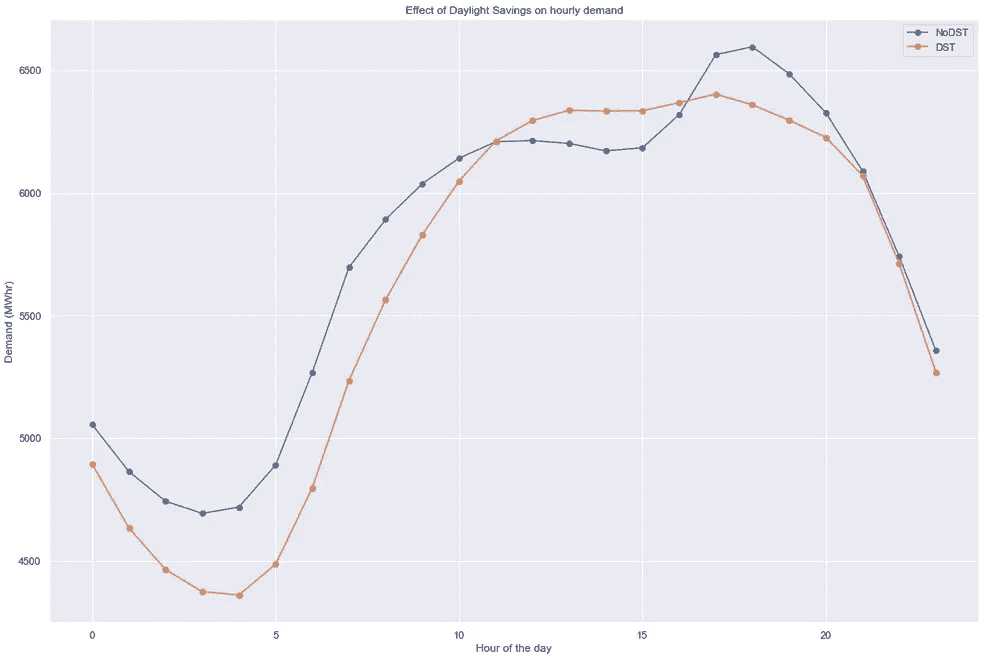 Effect of Daylight Savings on hourly demand
NoDST
DST
6500
6000
5500
5000
4500
Demand (MWhr)
0 5 10 15 20
Hour of the day